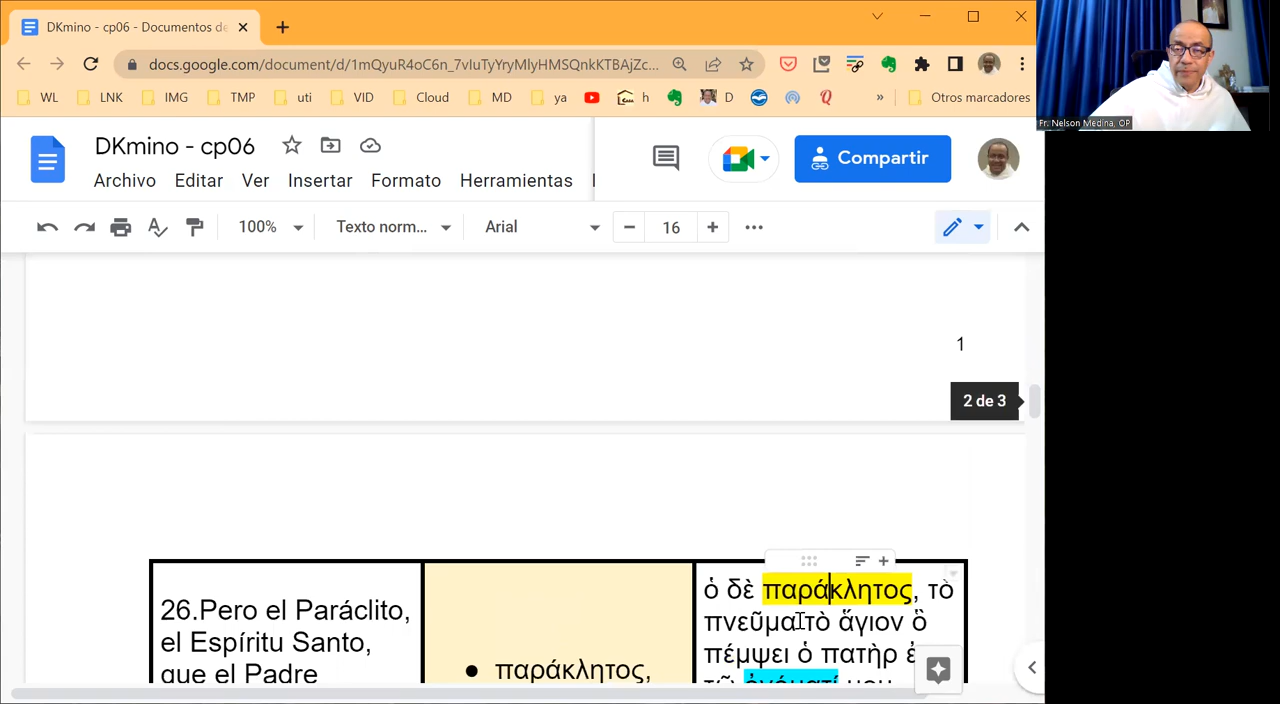 DKmino - cp06 - Documentos de
docs.google.com/document/d/1mQyuR4oC6n_7vIuTyYryMlyHMSQnkKTBAjZc...
WL LNK IMG TMP uti VID Cloud MD ya h D » Otros marcadores
Fr. Nelson Medina, OP
DKmino - cp06
Compartir
Archivo Editar Ver Insertar Formato Herramientas
100% Texto norm... Arial 16
1
2 de 3
26.Pero el Paráclito,
el Espíritu Santo,
que el Padre
παράκλητος,
ὁ δὲ παράκλητος, τὸ
πνεῦμα τὸ ἅγιον ὃ
πέμψει ὁ πατὴρ
τῷ ὀνόματί μου